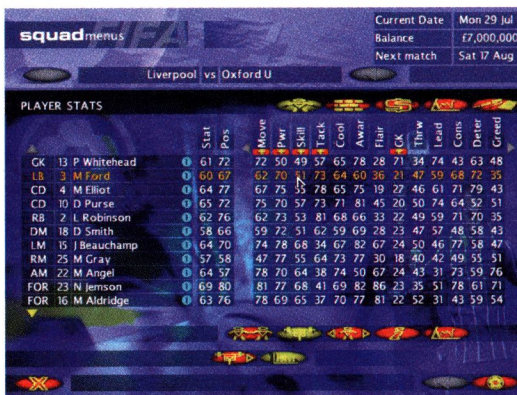 squadmenus
FIFA
Current Date Mon 29 Jul
Balance £7,000,000
Next match Sat 17 Aug
Liverpool vs Oxford U
PLAYER STATS
Stat Pos Move Pwr Skill Tack Cool Awar Flair GK Thrw Lead Cons Deter Greed
GK 13 P Whitehead 61 72 72 50 49 57 65 78 28 71 34 74 43 63 48
LB 3 M Ford 60 67 62 70 51 73 64 60 36 21 47 59 68 72 35
CD 4 M Elliot 64 77 67 75 53 78 65 75 19 27 46 61 71 79 43
CD 10 D Purse 65 72 75 70 57 73 71 81 45 20 50 74 64 52 51
RB 2 L Robinson 62 76 62 73 53 81 68 66 33 22 49 59 71 70 35
DM 18 D Smith 58 66 59 72 51 62 59 69 28 23 47 57 48 58 43
LM 15 J Beauchamp 64 70 74 78 68 34 67 82 67 24 50 46 77 58 47
RM 25 M Gray 57 58 47 77 55 64 73 77 30 18 40 42 49 55 51
AM 22 M Angel 64 57 78 70 64 38 74 50 67 24 43 31 73 59 76
FOR 23 N Jemson 69 80 81 77 68 41 69 82 86 23 35 51 78 61 71
FOR 16 M Aldridge 63 76 78 69 65 37 70 77 81 22 52 31 43 59 54